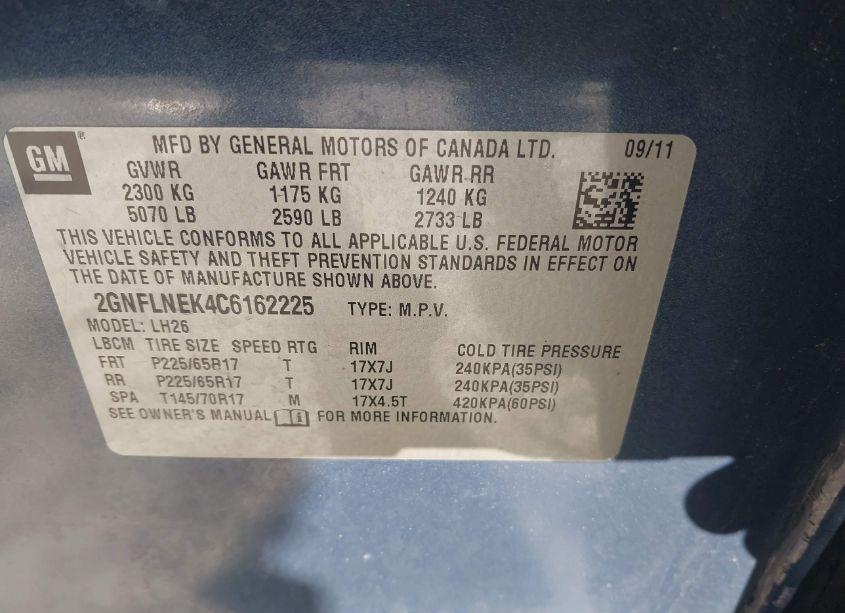 GM ®
MFD BY GENERAL MOTORS OF CANADA LTD. 09/11
GVWR GAWR FRT GAWR RR
2300 KG 1175 KG 1240 KG
5070 LB 2590 LB 2733 LB
THIS VEHICLE CONFORMS TO ALL APPLICABLE U.S. FEDERAL MOTOR
VEHICLE SAFETY AND THEFT PREVENTION STANDARDS IN EFFECT ON
THE DATE OF MANUFACTURE SHOWN ABOVE.
2GNFLNEK4C6162225 TYPE: M.P.V.
MODEL: LH26
LBCM TIRE SIZE SPEED RTG RIM COLD TIRE PRESSURE
FRT P225/65R17 T 17X7J 240KPA(35PSI)
RR P225/65R17 T 17X7J 240KPA(35PSI)
SPA T145/70R17 M 17X4.5T 420KPA(60PSI)
SEE OWNER'S MANUAL i FOR MORE INFORMATION.